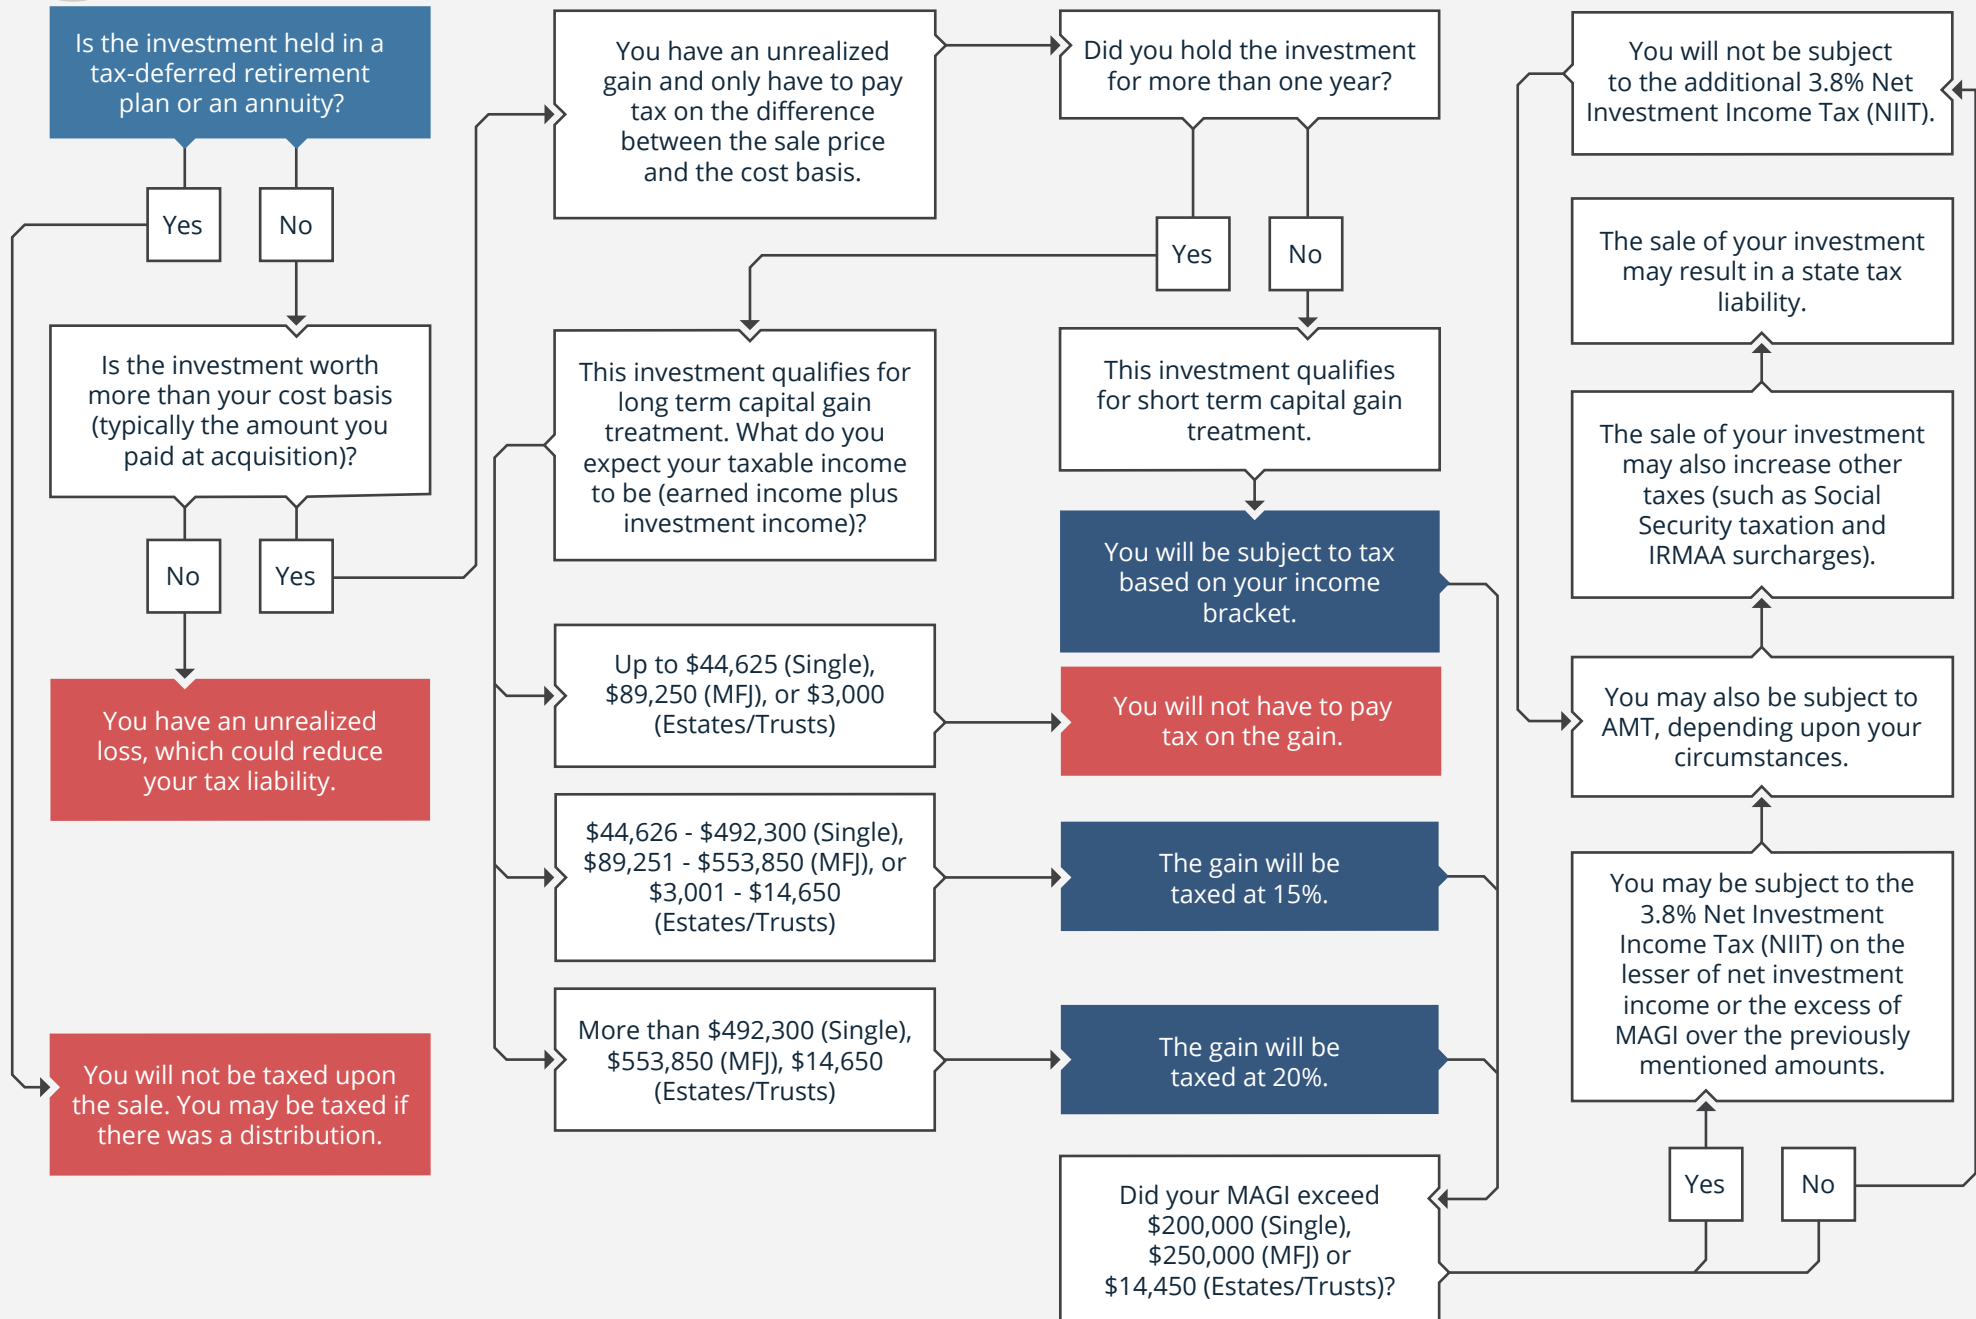 Is the investment held in a
tax-deferred retirement
plan or an annuity?
Yes
No
Is the investment worth
more than your cost basis
(typically the amount you
paid at acquisition)?
No
Yes
You have an unrealized
loss, which could reduce
your tax liability.
You will not be taxed upon
the sale. You may be taxed if
there was a distribution.
You have an unrealized
gain and only have to pay
tax on the difference
between the sale price
and the cost basis.
Did you hold the investment
for more than one year?
Yes
No
This investment qualifies for
long term capital gain
treatment. What do you
expect your taxable income
to be (earned income plus
investment income)?
This investment qualifies
for short term capital gain
treatment.
You will be subject to tax
based on your income
bracket.
Up to $44,625 (Single),
$89,250 (MFJ), or $3,000
(Estates/Trusts)
You will not have to pay
tax on the gain.
$44,626 - $492,300 (Single),
$89,251 - $553,850 (MFJ), or
$3,001 - $14,650
(Estates/Trusts)
The gain will be
taxed at 15%.
More than $492,300 (Single),
$553,850 (MFJ), $14,650
(Estates/Trusts)
The gain will be
taxed at 20%.
Did your MAGI exceed
$200,000 (Single),
$250,000 (MFJ) or
$14,450 (Estates/Trusts)?
Yes
No
You will not be subject
to the additional 3.8% Net
Investment Income Tax (NIIT).
The sale of your investment
may result in a state tax
liability.
The sale of your investment
may also increase other
taxes (such as Social
Security taxation and
IRMAA surcharges).
You may also be subject to
AMT, depending upon your
circumstances.
You may be subject to the
3.8% Net Investment
Income Tax (NIIT) on the
lesser of net investment
income or the excess of
MAGI over the previously
mentioned amounts.